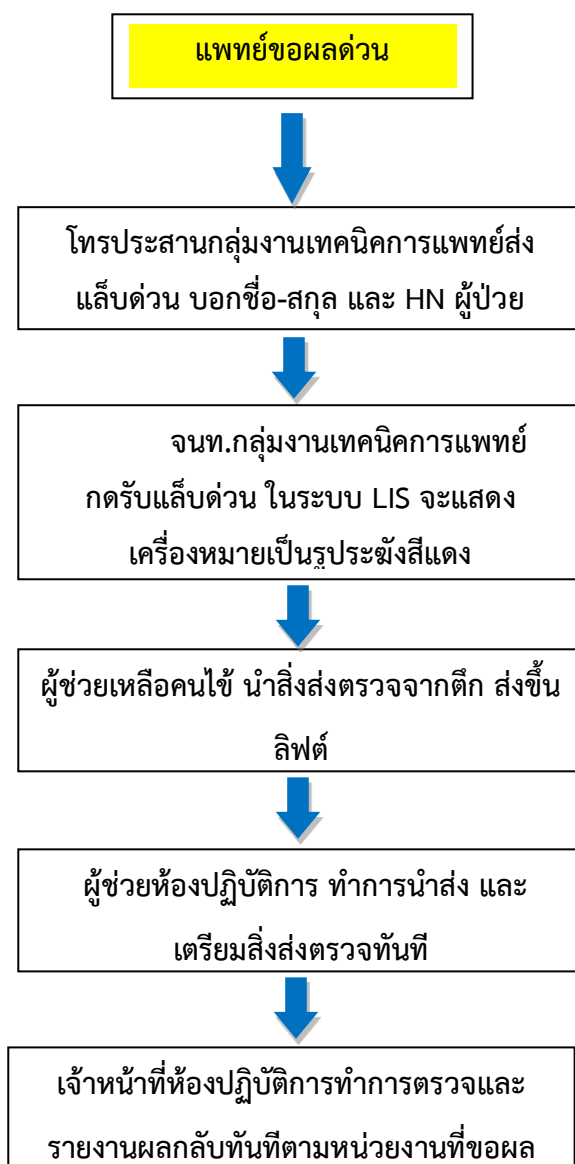 แพทย์ขอผลด่วน
โทรประสานกลุ่มงานเทคนิคการแพทย์ส่ง
แล็บด่วน บอกชื่อ-สกุล และ HN ผู้ป่วย
จนท.กลุ่มงานเทคนิคการแพทย์
กดรับแล็บด่วน ในระบบ LIS จะแสดง
เครื่องหมายเป็นรูประฆังสีแดง
ผู้ช่วยเหลือคนไข้ นำสิ่งส่งตรวจจากตึก ส่งขึ้น
ลิฟต์
ผู้ช่วยห้องปฏิบัติการ ทำการนำส่ง และ
เตรียมสิ่งส่งตรวจทันที
เจ้าหน้าที่ห้องปฏิบัติการทำการตรวจและ
รายงานผลกลับทันทีตามหน่วยงานที่ขอผล